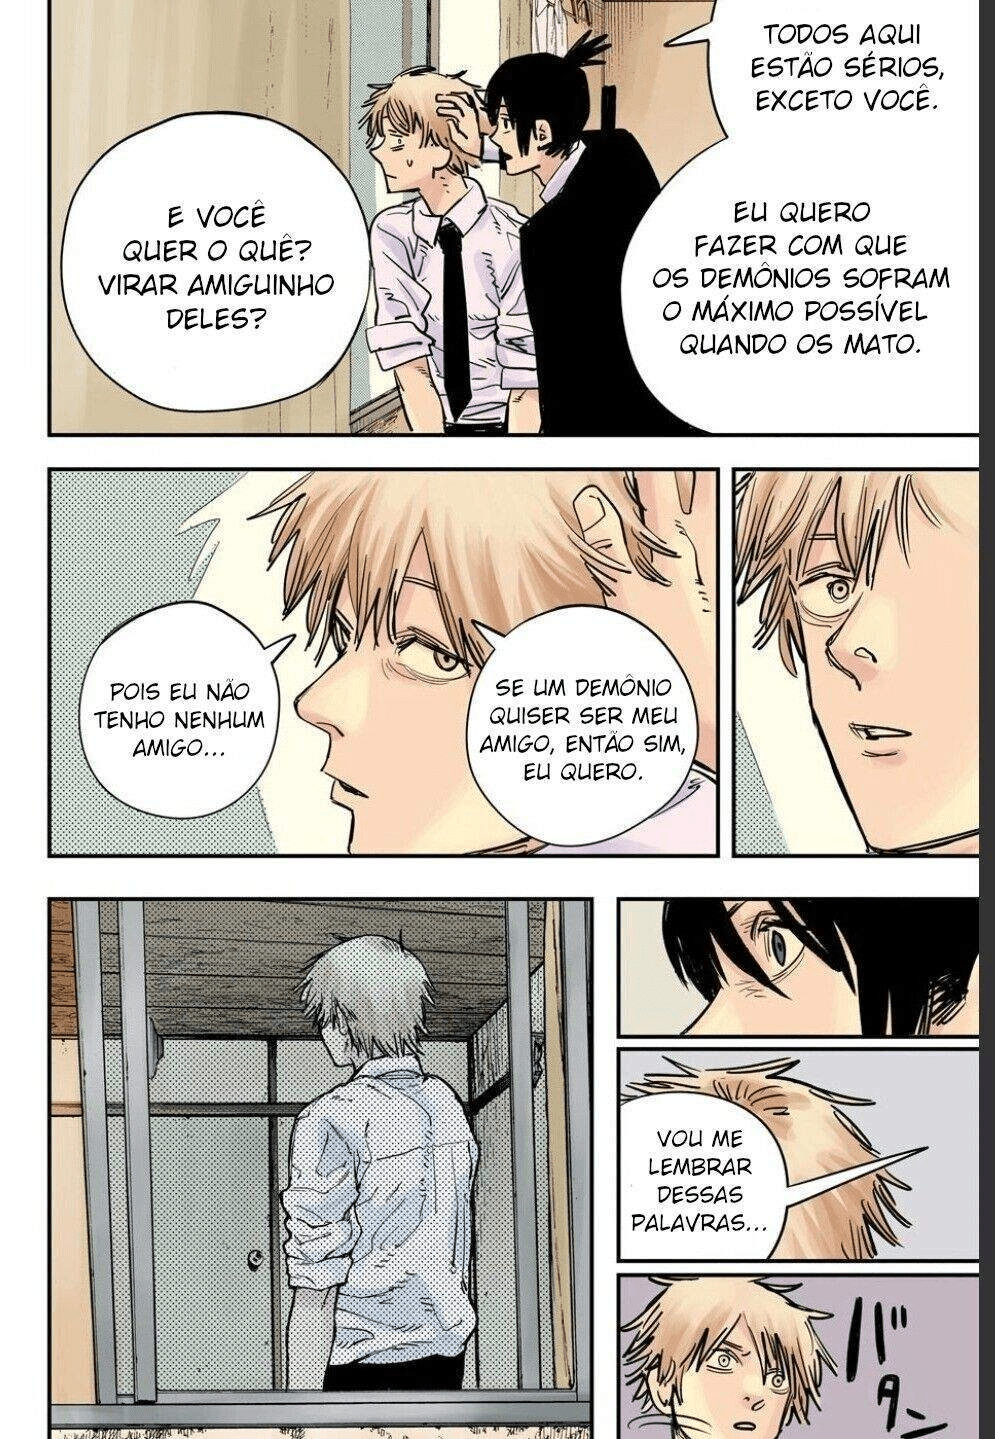 TODOS AQUI
ESTÃO SÉRIOS,
EXCETO VOCÊ.
EU QUERO
FAZER COM QUE
OS DEMÔNIOS SOFRAM
O MÁXIMO POSSÍVEL
QUANDO OS MATO.
E VOCÊ
QUER O QUÊ?
VIRAR AMIGUINHO
DELES?
SE UM DEMÔNIO
QUISER SER MEU
AMIGO, ENTÃO SIM,
EU QUERO.
POIS EU NÃO
TENHO NENHUM
AMIGO...
VOU ME
LEMBRAR
DESSAS
PALAVRAS...
バタン